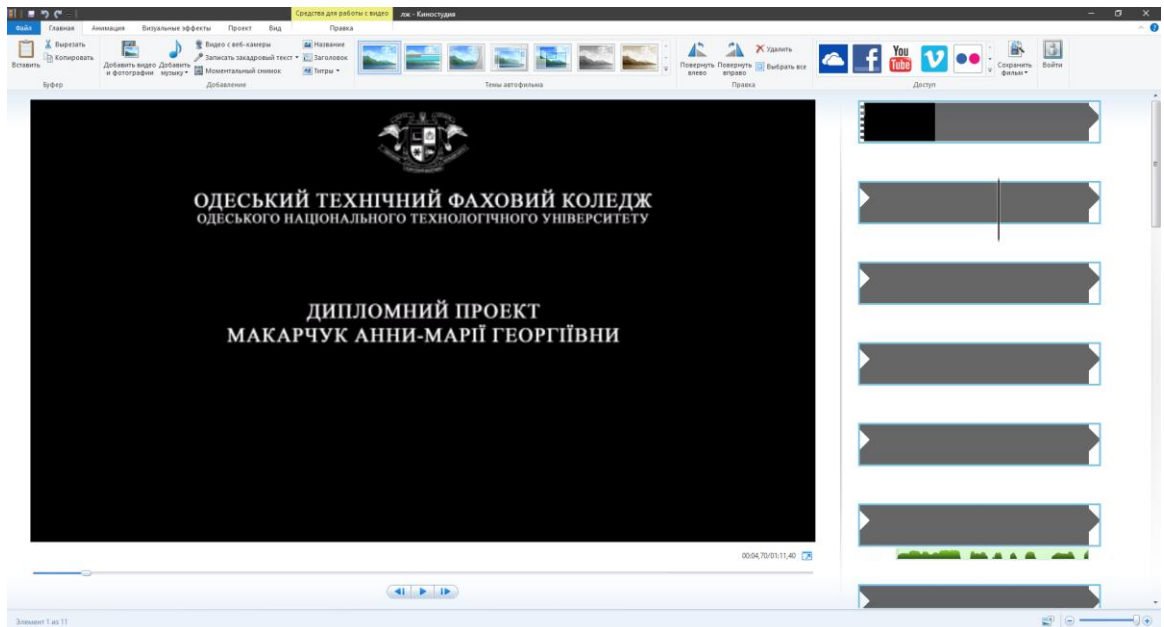 Средства для работы с видео
лж - Киностудия
Файл
Главная
Анимация
Визуальные эффекты
Проект
Вид
Правка
Вставить
Вырезать
Копировать
Буфер
Добавить видео и фотографии
Добавить музыку
Видео с веб-камеры
Записать закадровый текст
Моментальный снимок
Название
Заголовок
Титры
Добавление
Темы автофильма
Повернуть влево
Повернуть вправо
Удалить
Выбрать все
Правка
You
Tube
Доступ
Сохранить фильм
Войти
ОДЕСЬКИЙ ТЕХНІЧНИЙ ФАХОВИЙ КОЛЕДЖ
ОДЕСЬКОГО НАЦІОНАЛЬНОГО ТЕХНОЛОГІЧНОГО УНІВЕРСИТЕТУ
ДИПЛОМНИЙ ПРОЕКТ
МАКАРЧУК АННИ-МАРІЇ ГЕОРГІЇВНИ
00:04,70/01:11,40
Элемент 1 из 11